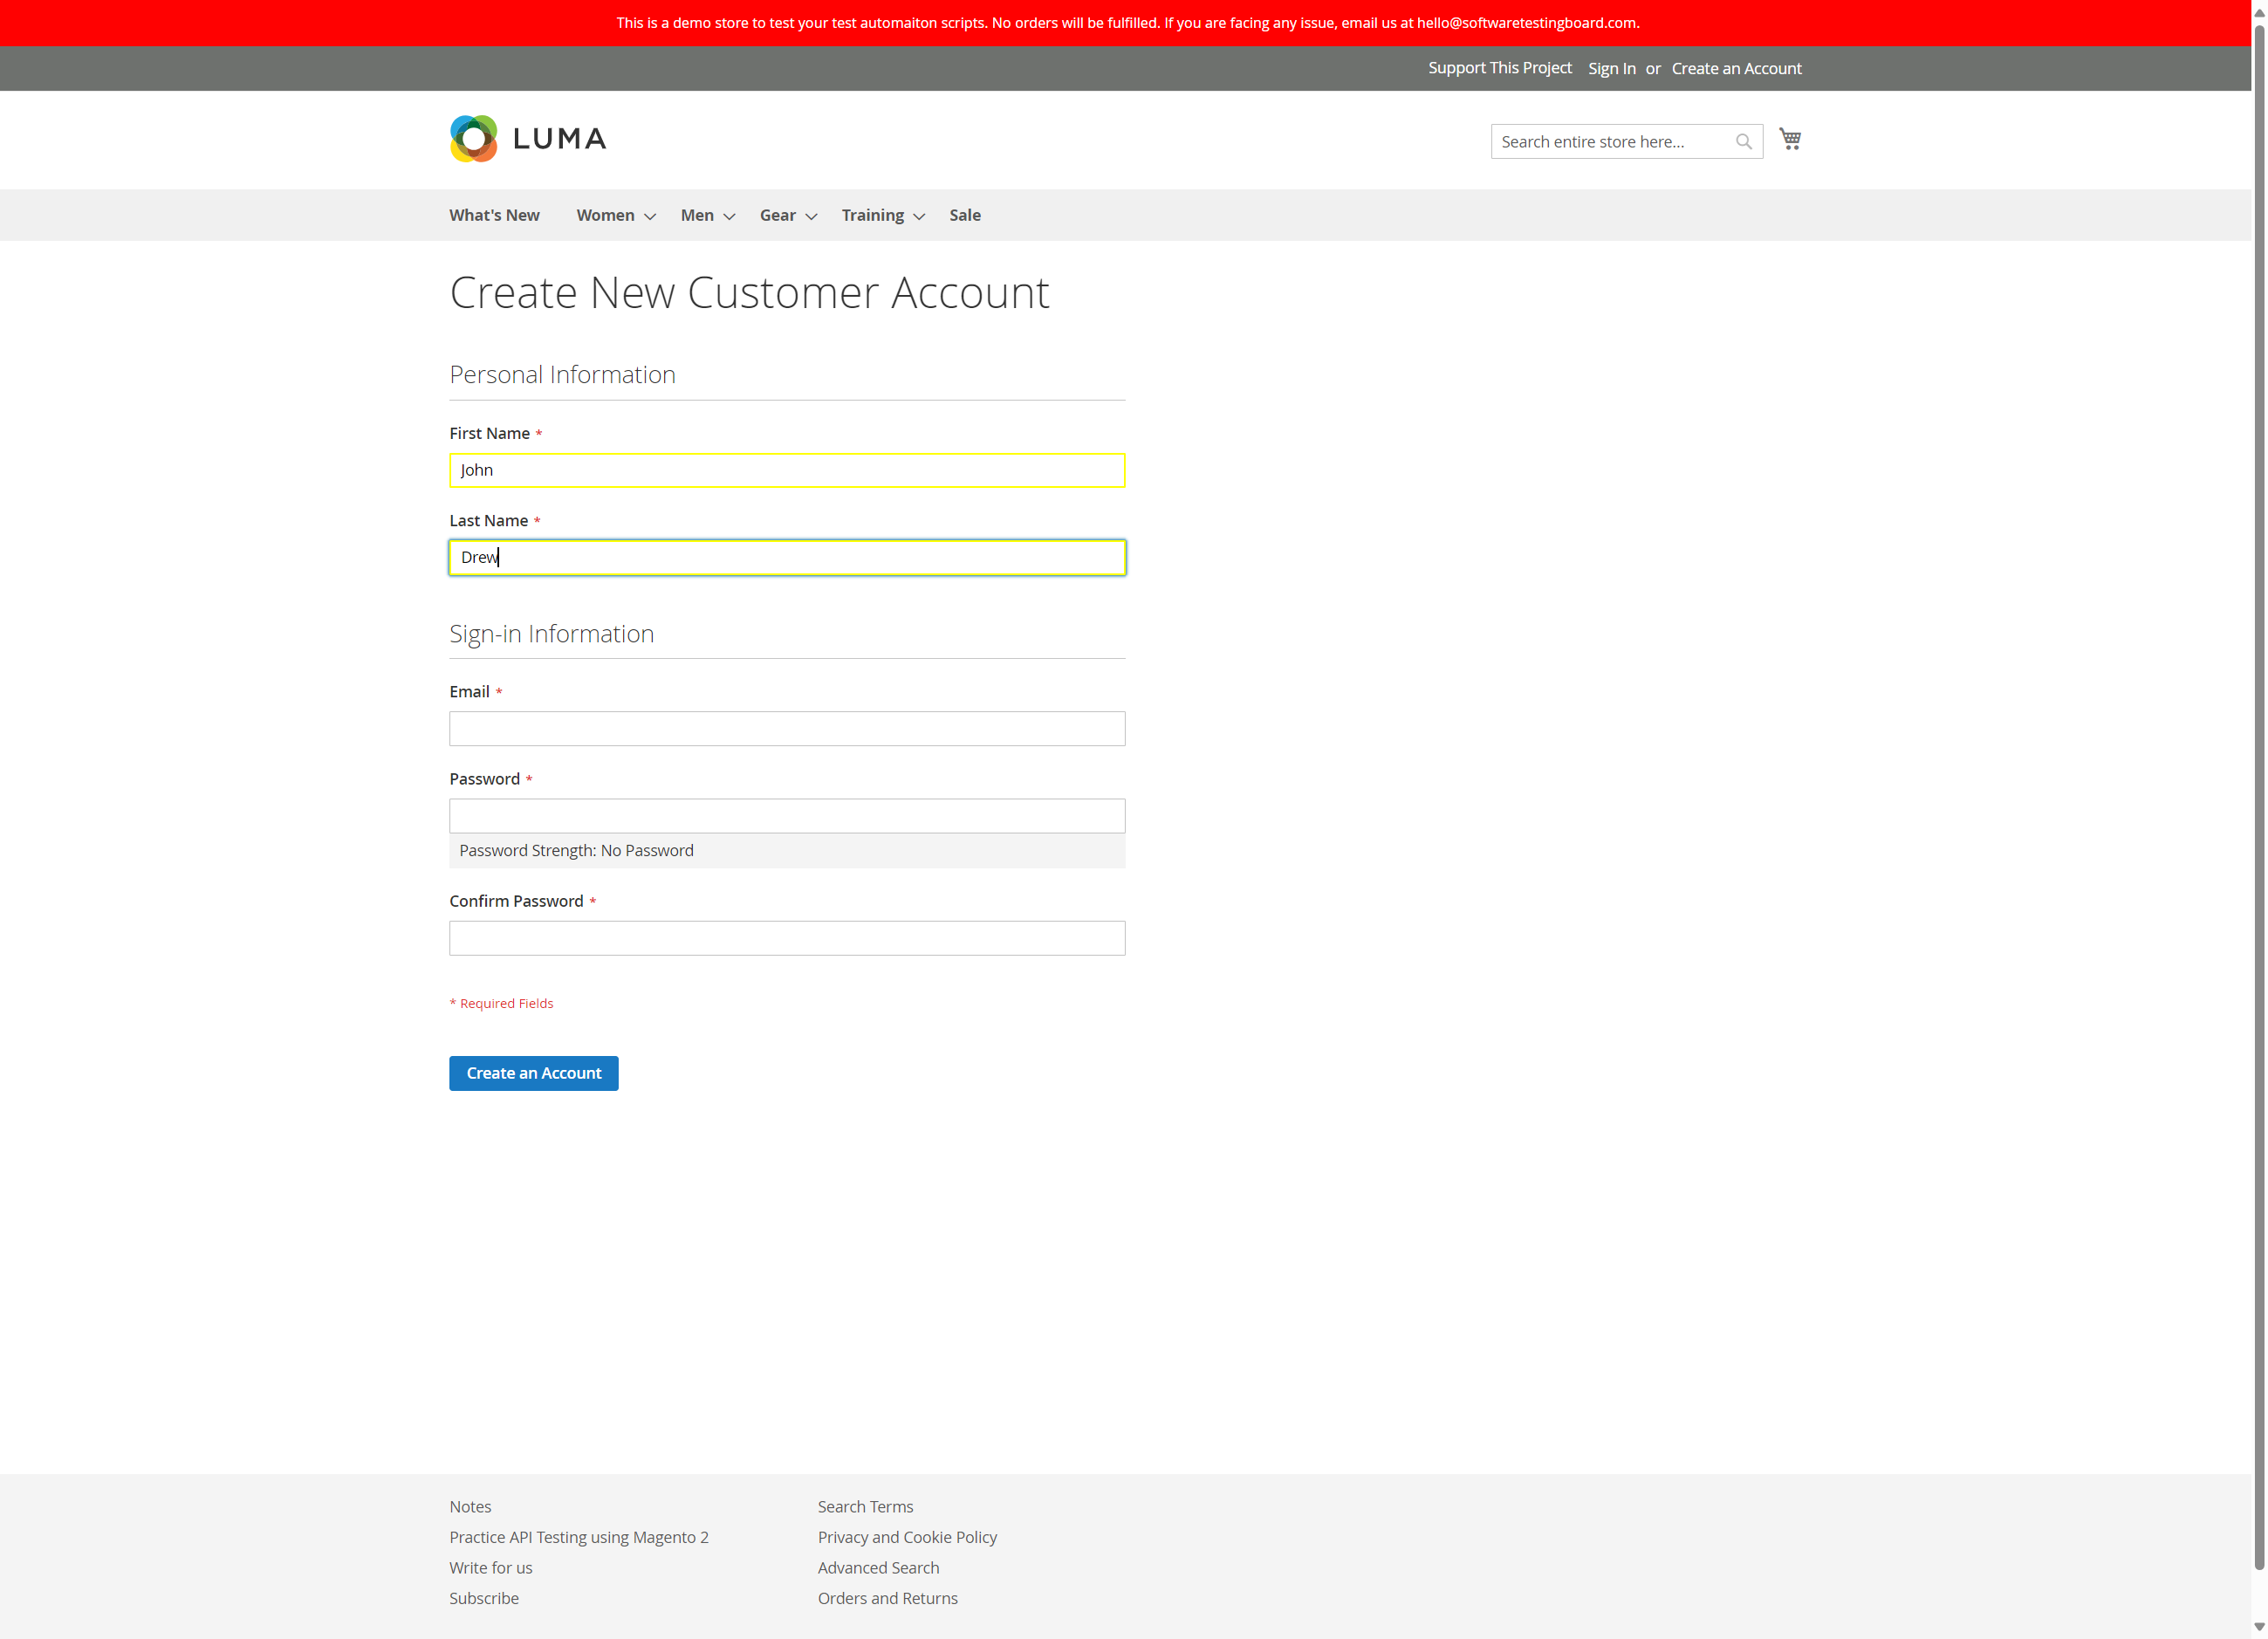 This is a demo store to test your test automaiton scripts. No orders will be fulfilled. If you are facing any issue, email us at hello@softwaretestingboard.com.
Support This Project Sign In or Create an Account
LUMA
Search entire store here...
What's New Women Men Gear Training Sale
Create New Customer Account
Personal Information
First Name *
John
Last Name *
Drew
Sign-in Information
Email *
Password *
Password Strength: No Password
Confirm Password *
* Required Fields
Create an Account
Notes
Practice API Testing using Magento 2
Write for us
Subscribe
Search Terms
Privacy and Cookie Policy
Advanced Search
Orders and Returns